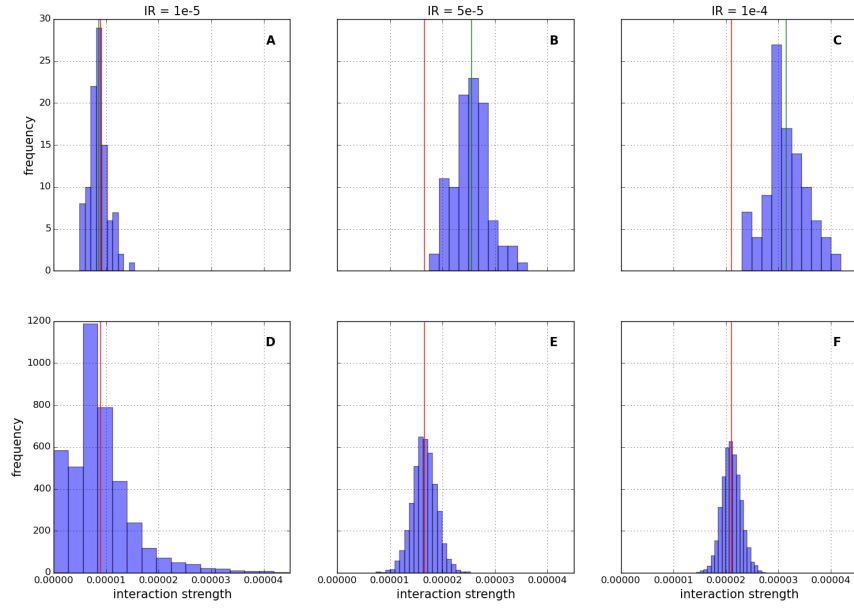 IR = 1e-5
IR = 5e-5
IR = 1e-4
30
25
20
15
10
5
0
frequency
A
B
C
1200
1000
800
600
400
200
0
frequency
D
E
F
0.00000 0.00001 0.00002 0.00003 0.00004
0.00000 0.00001 0.00002 0.00003 0.00004
0.00000 0.00001 0.00002 0.00003 0.00004
interaction strength
interaction strength
interaction strength